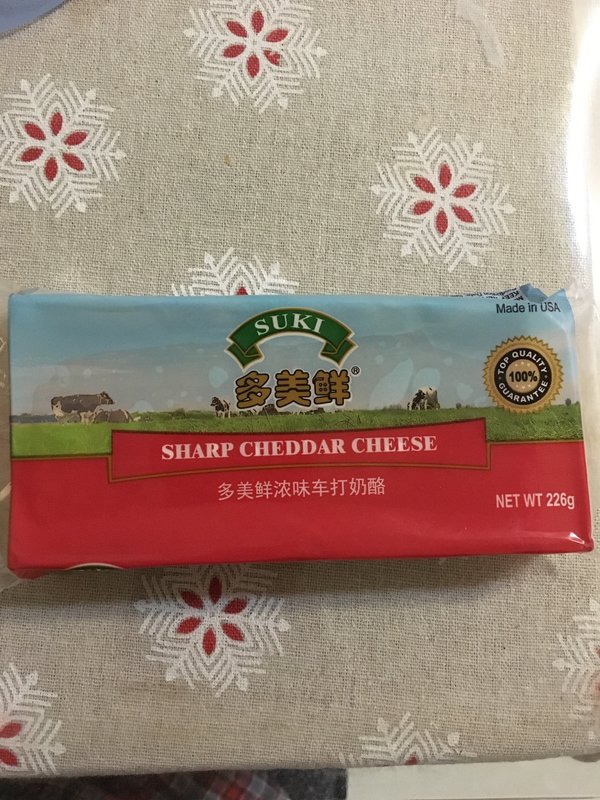 Made in USA
SUKI
多美鲜®
TOP QUALITY
100%
GUARANTEE
SHARP CHEDDAR CHEESE
多美鲜浓味车打奶酪
NET WT 226g